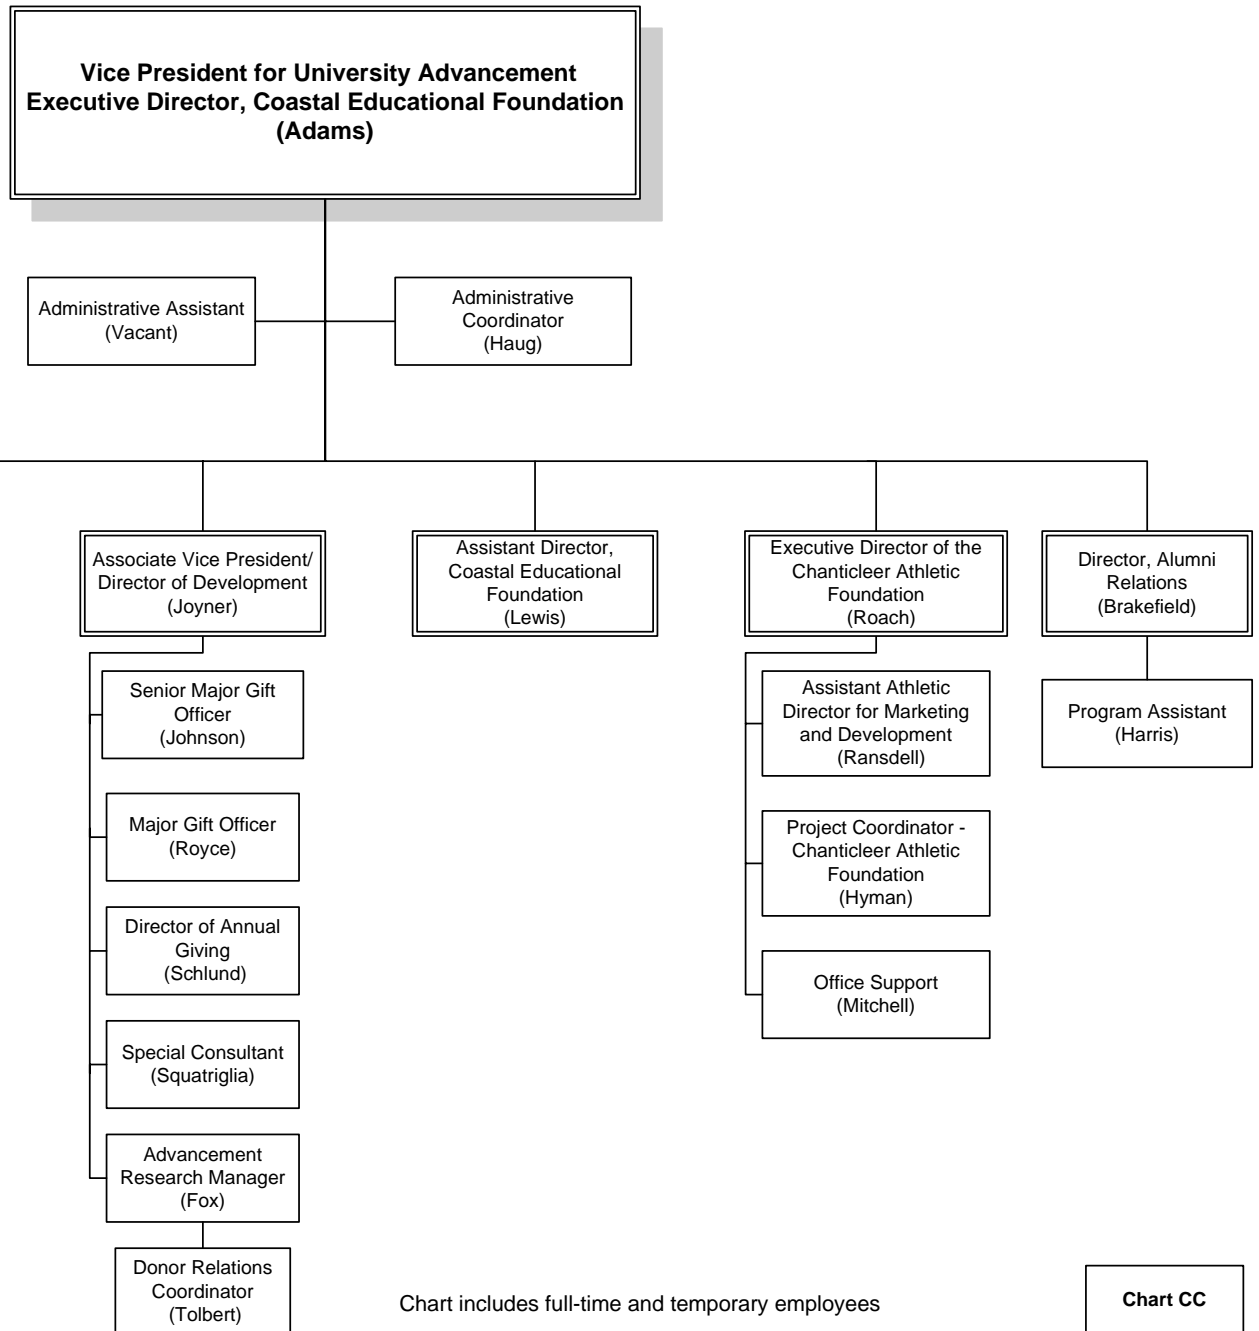 Vice President for University Advancement
Executive Director, Coastal Educational Foundation
(Adams)
Administrative Assistant
(Vacant)
Administrative
Coordinator
(Haug)
Associate Vice President/
Director of Development
(Joyner)
Assistant Director,
Coastal Educational
Foundation
(Lewis)
Executive Director of the
Chanticleer Athletic
Foundation
(Roach)
Director, Alumni
Relations
(Brakefield)
Senior Major Gift
Officer
(Johnson)
Major Gift Officer
(Royce)
Director of Annual
Giving
(Schlund)
Special Consultant
(Squatriglia)
Advancement
Research Manager
(Fox)
Donor Relations
Coordinator
(Tolbert)
Assistant Athletic
Director for Marketing
and Development
(Ransdell)
Project Coordinator -
Chanticleer Athletic
Foundation
(Hyman)
Office Support
(Mitchell)
Program Assistant
(Harris)
Chart includes full-time and temporary employees
Chart CC